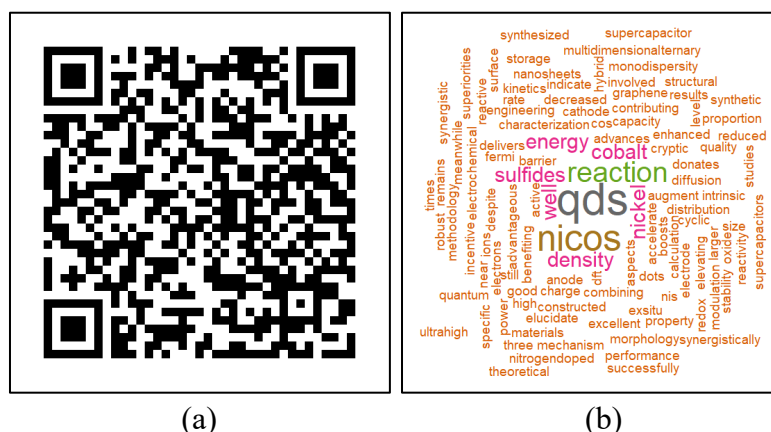 synthesized supercapacitor
storage multidimensionalternary
nanosheets hybrid monodispersity
kinetics indicate involved structural
rate decreased graphene results
engineering cathode contributing level synthetic
characterization cos capacity proportion
delivers energy advances enhanced reduced
fermi barrier cobalt cryptic quality
sulfides reaction donates studies
active well qds nickel diffusion
augment intrinsic
distribution
nicos accelerate boosts cyclic size
density aspects calculation
synergistic superiorities reactive surface
times robust remains methodology meanwhile incentive electrochemical
near ions electrons despite still advantageous benefiting
anode dft dots electrode redox elevating modulation larger stability oxides reactivity supercapacitors
quantum good charge combining nis
specific power high constructed exsitu
ultrahigh elucidate excellent property
materials morphology synergistically
three mechanism
nitrogendoped performance
theoretical successfully
(a) (b)